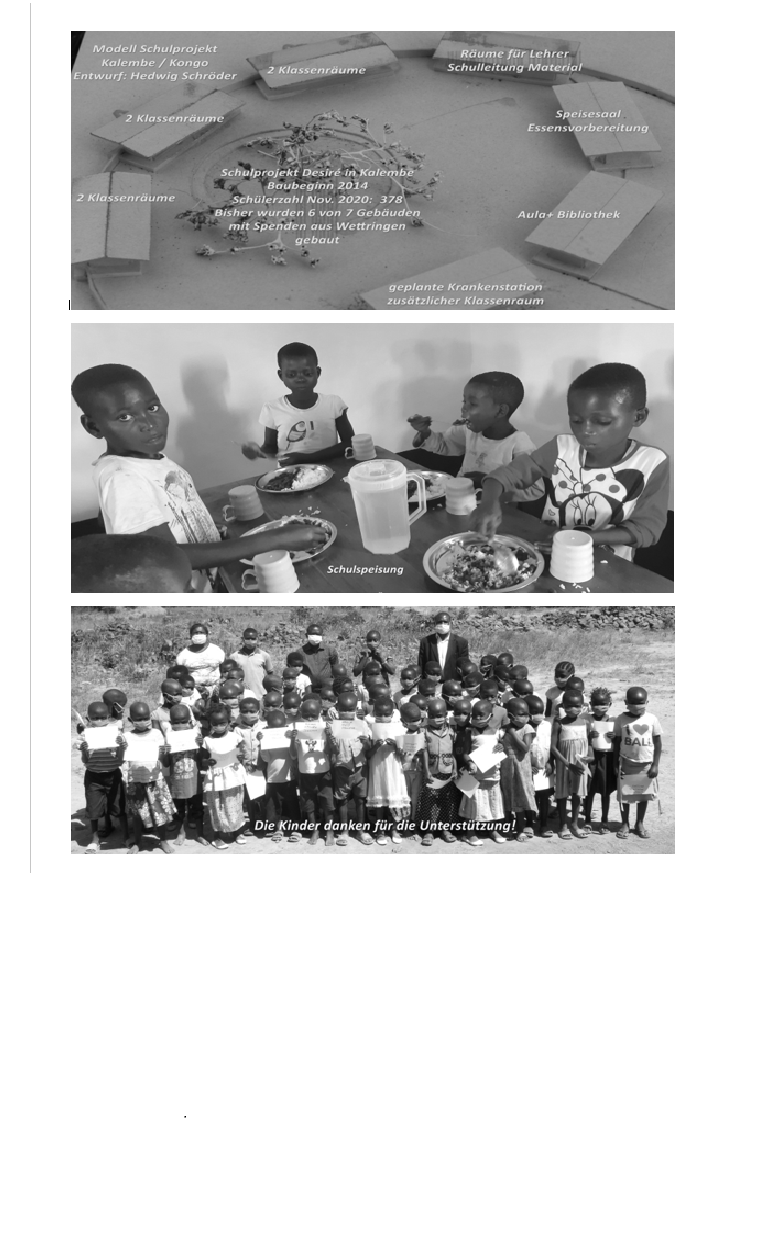 Modell Schulprojekt
Kalembe / Kongo
Entwurf: Hedwig Schröder
2 Klassenräume
Räume für Lehrer
Schulleitung Material
2 Klassenräume
Speisesaal
Essensvorbereitung
2 Klassenräume
Schulprojekt Desiré in Kalembe
Baubeginn 2014
Schülerzahl Nov. 2020: 378
Bisher wurden 6 von 7 Gebäuden
mit Spenden aus Wettringen
gebaut
Aula+ Bibliothek
geplante Krankenstation
zusätzlicher Klassenraum
Schulspeisung
I
BALI
Die Kinder danken für die Unterstützung!